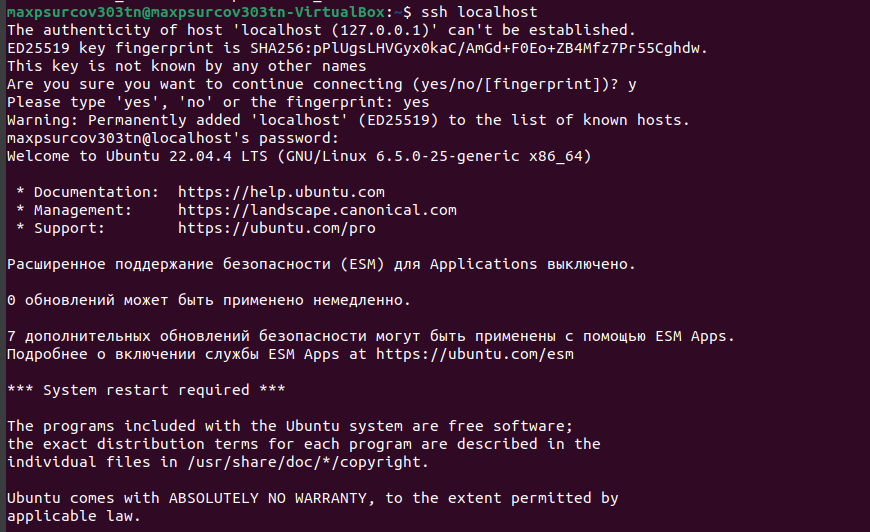 maxpsurcov303tn@maxpsurcov303tn-VirtualBox:~$ ssh localhost
The authenticity of host 'localhost (127.0.0.1)' can't be established.
ED25519 key fingerprint is SHA256:pPlUgsLHVGyx0kaC/AmGd+F0Eo+ZB4Mfz7Pr55Cghdw.
This key is not known by any other names
Are you sure you want to continue connecting (yes/no/[fingerprint])? y
Please type 'yes', 'no' or the fingerprint: yes
Warning: Permanently added 'localhost' (ED25519) to the list of known hosts.
maxpsurcov303tn@localhost's password:
Welcome to Ubuntu 22.04.4 LTS (GNU/Linux 6.5.0-25-generic x86_64)

 * Documentation:  https://help.ubuntu.com
 * Management:     https://landscape.canonical.com
 * Support:        https://ubuntu.com/pro

Расширенное поддержание безопасности (ESM) для Applications выключено.

0 обновлений может быть применено немедленно.

7 дополнительных обновлений безопасности могут быть применены с помощью ESM Apps.
Подробнее о включении службы ESM Apps at https://ubuntu.com/esm

*** System restart required ***

The programs included with the Ubuntu system are free software;
the exact distribution terms for each program are described in the
individual files in /usr/share/doc/*/copyright.

Ubuntu comes with ABSOLUTELY NO WARRANTY, to the extent permitted by
applicable law.